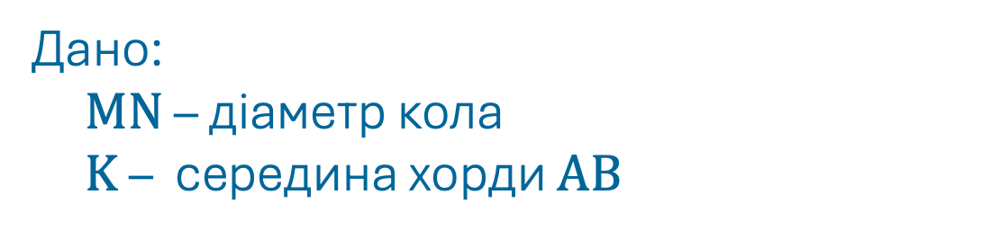 Дано:
MN – діаметр кола
K – середина хорди AB